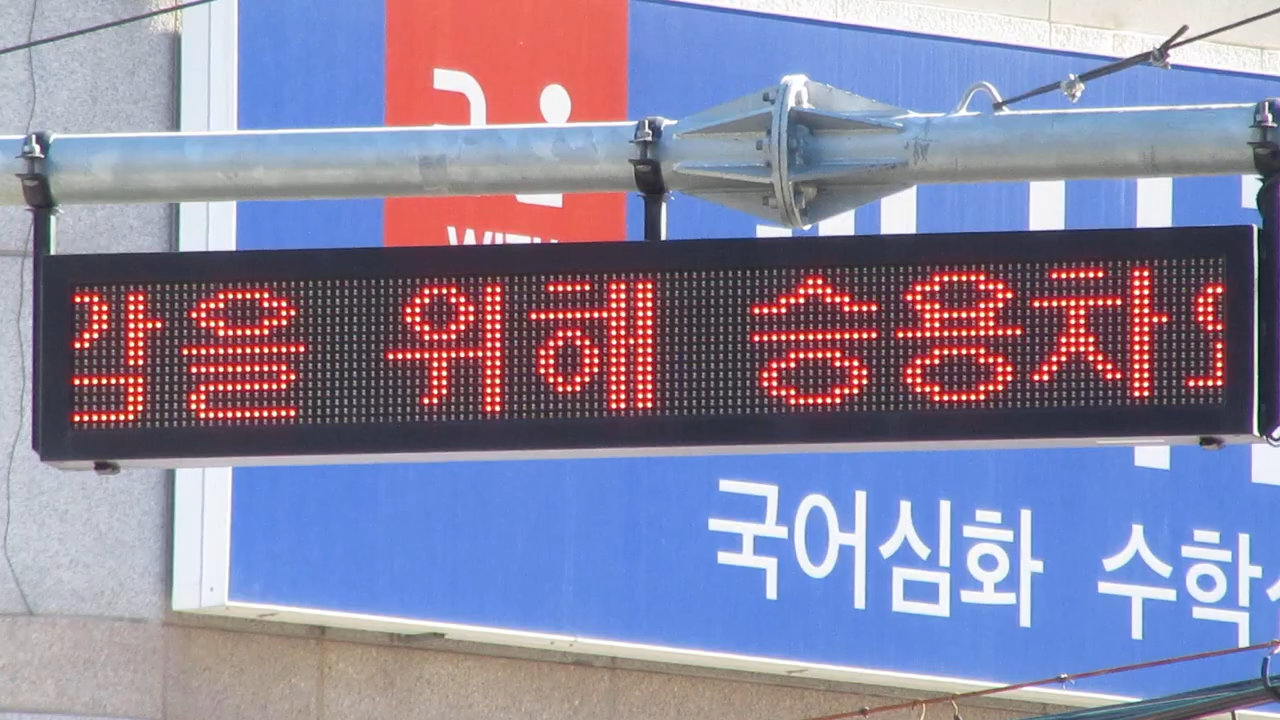 을 위해 승용차
국어심화 수학